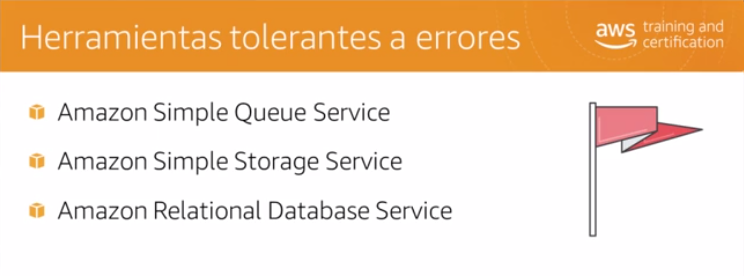 Herramientas tolerantes a errores
aws training and
certification
Amazon Simple Queue Service
Amazon Simple Storage Service
Amazon Relational Database Service